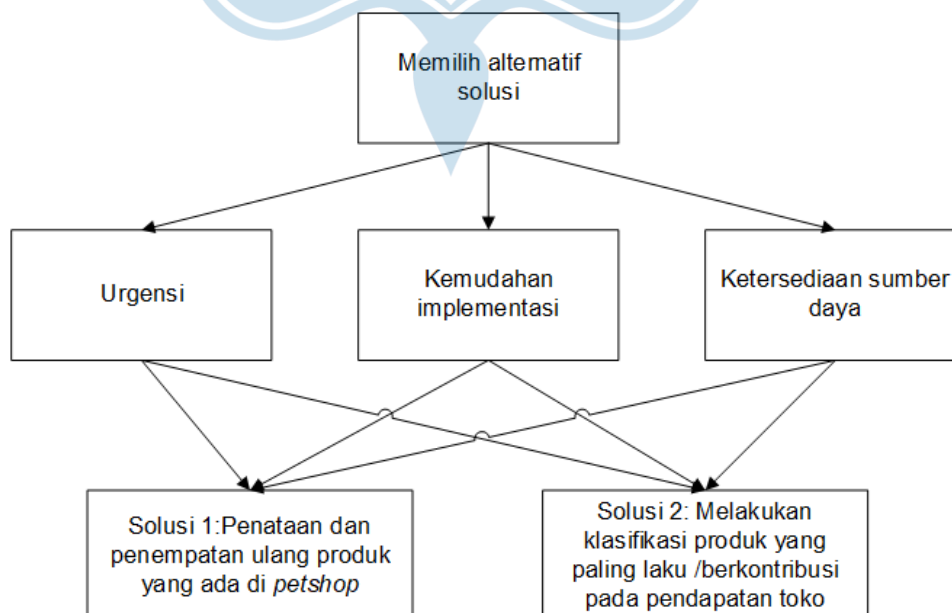 Memilih alternatif
solusi
Urgensi
Kemudahan
implementasi
Ketersediaan sumber
daya
Solusi 1:Penataan dan
penempatan ulang produk
yang ada di petshop
Solusi 2: Melakukan
klasifikasi produk yang
paling laku /berkontribusi
pada pendapatan toko